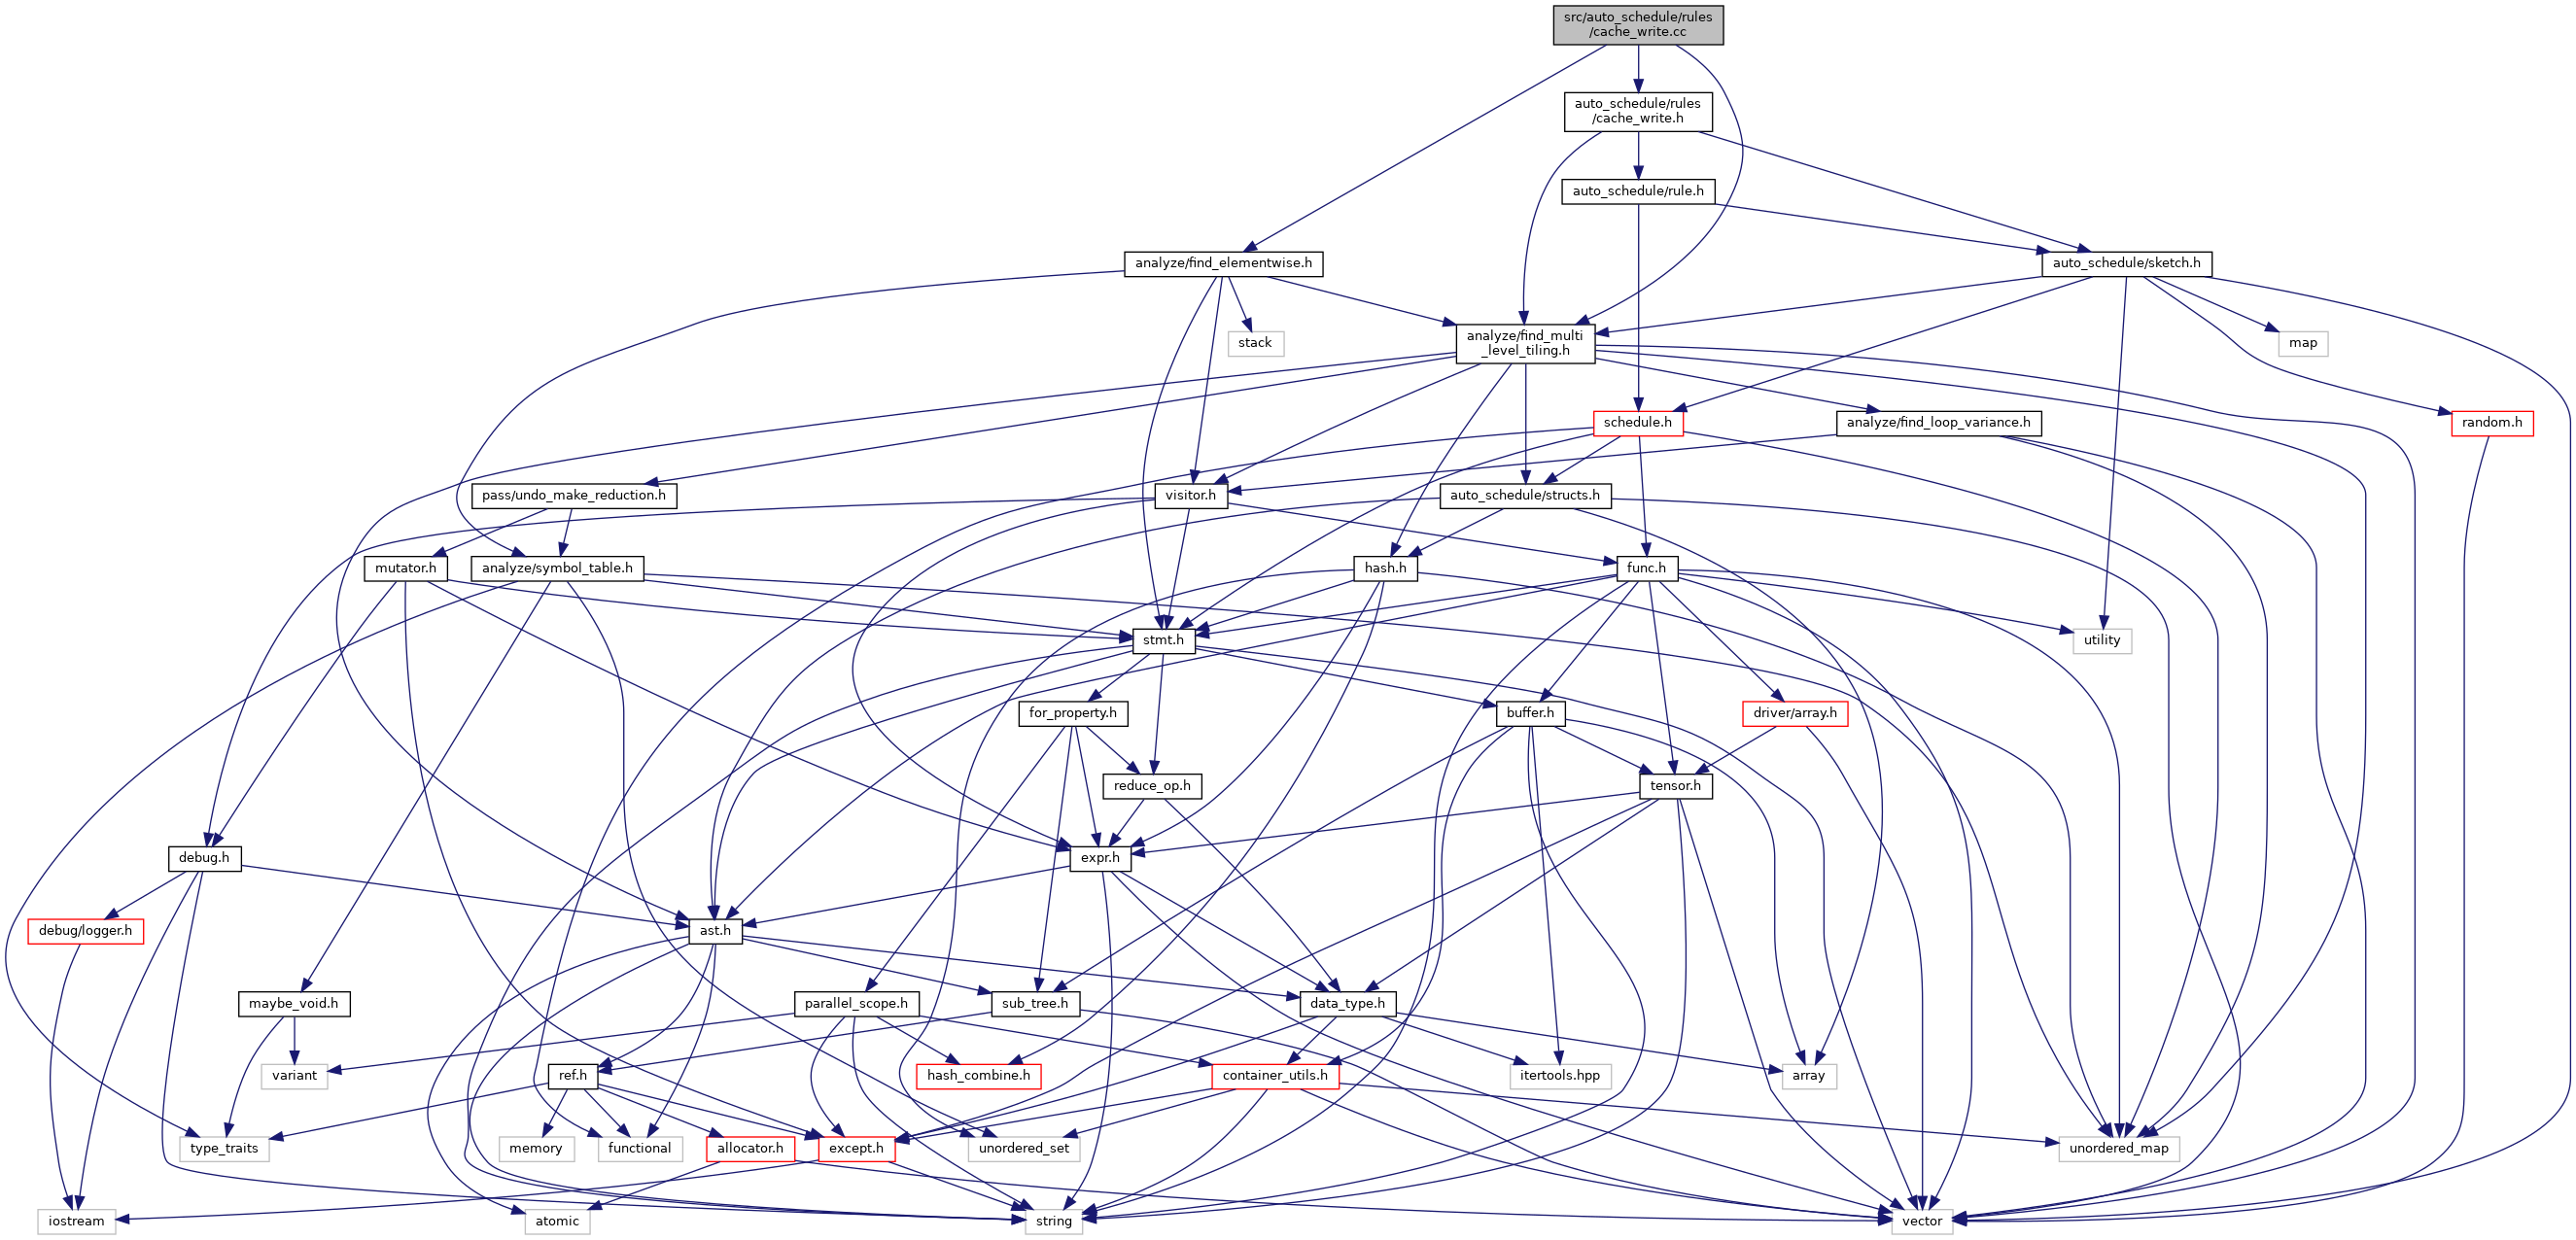 src/auto_schedule/rules
/cache_write.cc
auto_schedule/rules
/cache_write.h
auto_schedule/rule.h
analyze/find_elementwise.h
auto_schedule/sketch.h
stack
analyze/find_multi
_level_tiling.h
map
schedule.h
analyze/find_loop_variance.h
random.h
pass/undo_make_reduction.h
visitor.h
auto_schedule/structs.h
mutator.h
analyze/symbol_table.h
hash.h
func.h
stmt.h
utility
for_property.h
buffer.h
driver/array.h
reduce_op.h
tensor.h
debug.h
expr.h
debug/logger.h
ast.h
maybe_void.h
parallel_scope.h
sub_tree.h
data_type.h
variant
ref.h
hash_combine.h
container_utils.h
itertools.hpp
array
type_traits
memory
functional
allocator.h
except.h
unordered_set
unordered_map
iostream
atomic
string
vector